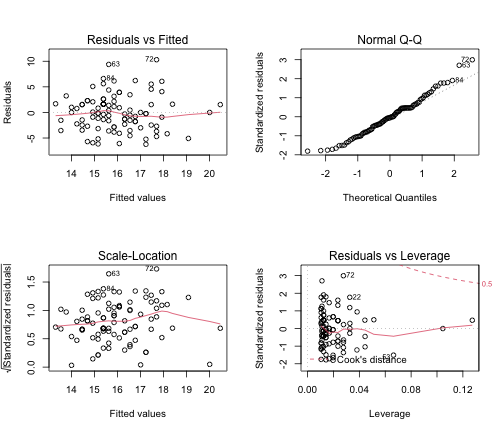 Residuals vs Fitted
Residuals
10
5
0
-5
63
72
84
14 15 16 17 18 19 20
Fitted values
Normal Q-Q
Standardized residuals
3
2
1
0
-1
-2
72
63
84
-2 -1 0 1 2
Theoretical Quantiles
Scale-Location
√|Standardized residuals|
1.5
1.0
0.5
0.0
63
72
84
14 15 16 17 18 19 20
Fitted values
Residuals vs Leverage
Standardized residuals
3
2
1
0
-1
-2
72
22
0.5
Cook's distance
0.00 0.04 0.08 0.12
Leverage